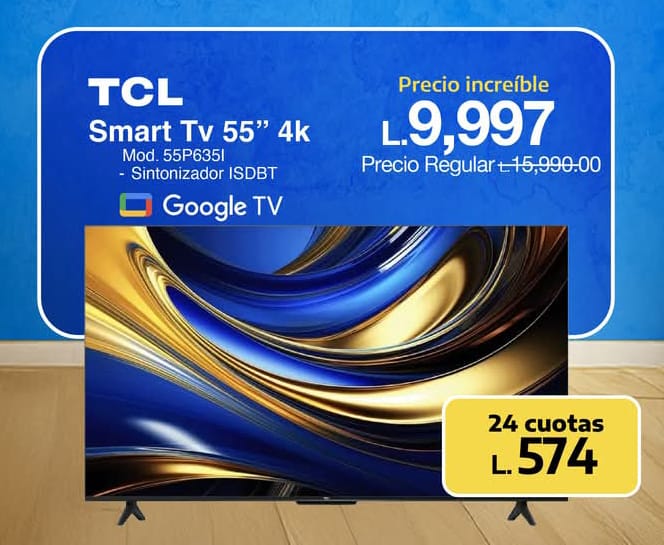 TCL
Smart Tv 55” 4k
Mod. 55P635I
- Sintonizador ISDBT
Google TV
Precio increíble
L.9,997
Precio Regular L.15,990.00
24 cuotas
L.574
TCL